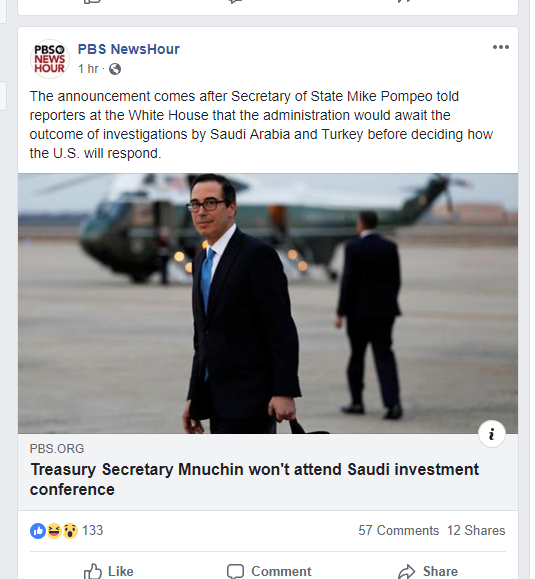 PBS
NEWS
HOUR
PBS NewsHour
1 hr ·
The announcement comes after Secretary of State Mike Pompeo told
reporters at the White House that the administration would await the
outcome of investigations by Saudi Arabia and Turkey before deciding how
the U.S. will respond.
i
PBS.ORG
Treasury Secretary Mnuchin won't attend Saudi investment
conference
133
57 Comments 12 Shares
Like
Comment
Share